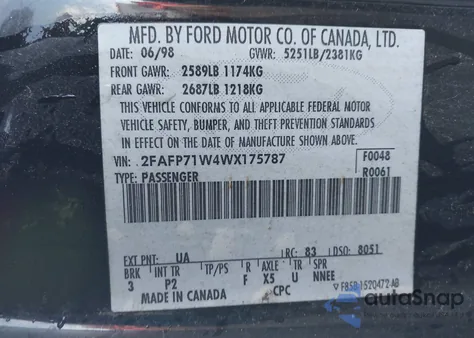 MFD. BY FORD MOTOR CO. OF CANADA, LTD.
DATE: 06/98 GVWR: 5251LB/2381KG
FRONT GAWR: 2589LB 1174KG
REAR GAWR: 2687LB 1218KG
THIS VEHICLE CONFORMS TO ALL APPLICABLE FEDERAL MOTOR
VEHICLE SAFETY, BUMPER, AND THEFT PREVENTION STANDARDS
IN EFFECT ON THE DATE OF MANUFACTURE SHOWN ABOVE.
VIN: 2FAFP71W4WX175787 F0048
TYPE: PASSENGER R0061
EXT PNT: UA RC: 83 DSO: 8051
BRK INT TR TP/PS R AXLE TR SPR
3 P2 F X5 U NNEE
MADE IN CANADA CPC F85B-1520472-AB
autoSnap